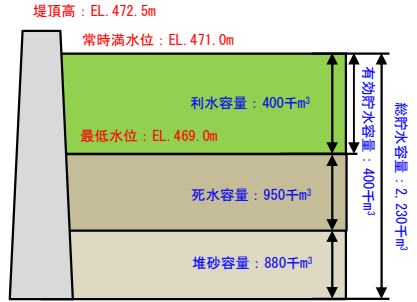 堤頂高：EL.472.5m
常時満水位：EL.471.0m
利水容量：400千m³
最低水位：EL.469.0m
死水容量：950千m³
堆砂容量：880千m³
有効貯水容量：400千m³
総貯水容量：2,230千m³